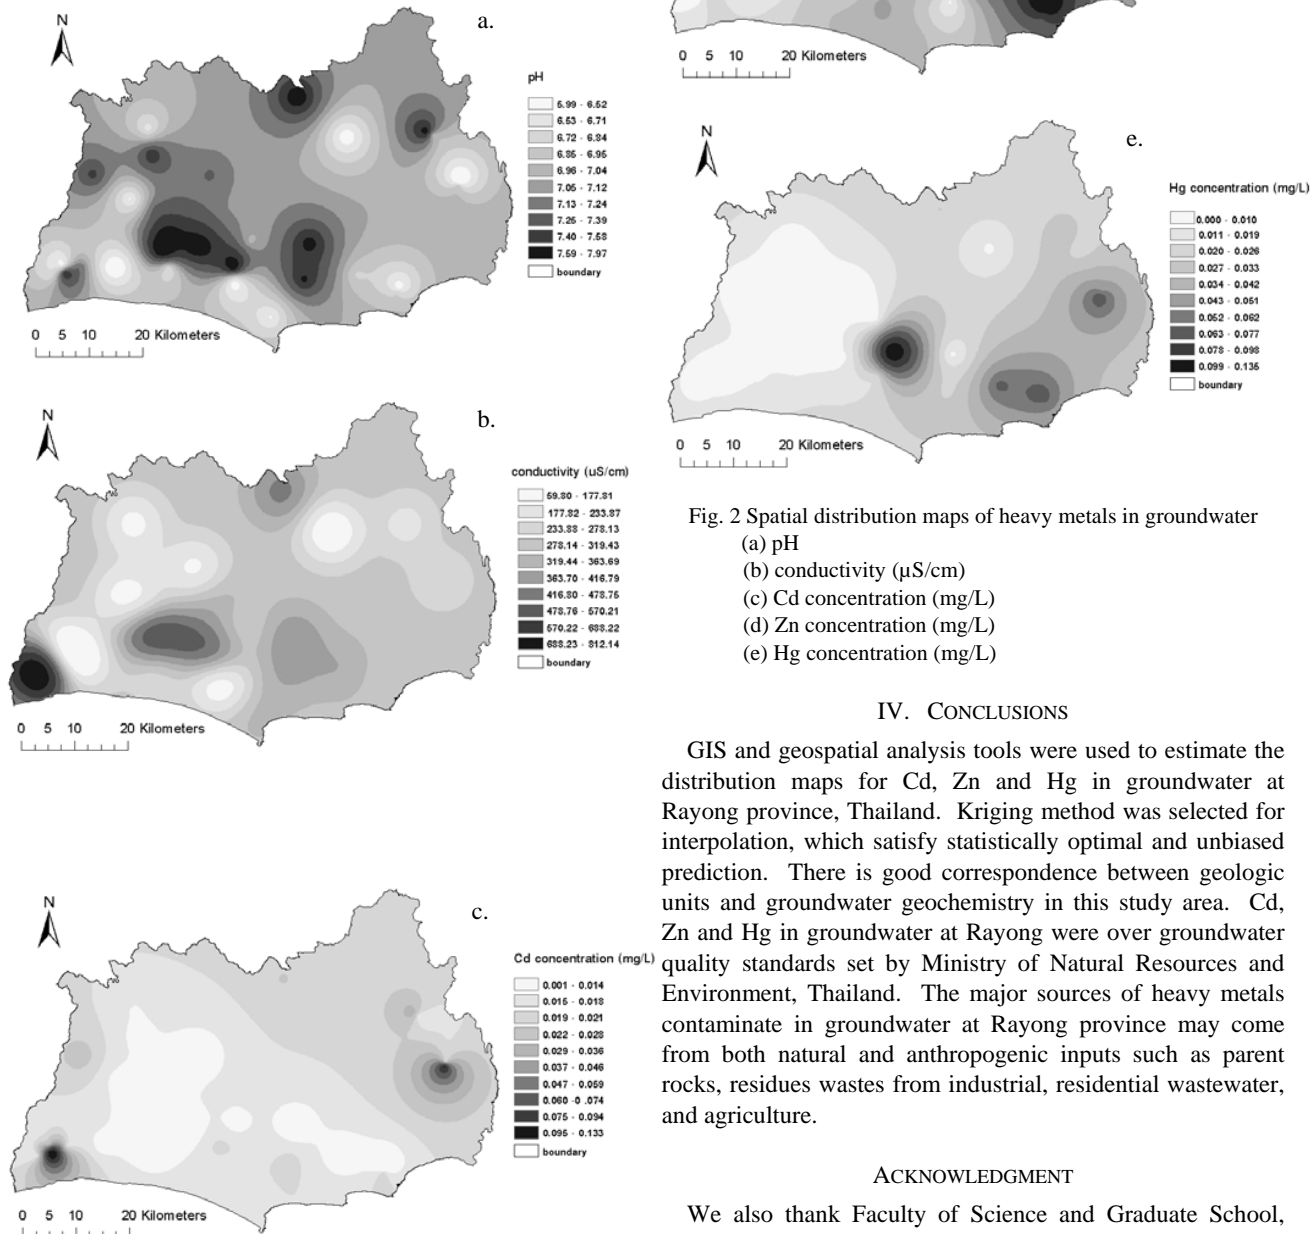 a.
N
pH
5.99 - 6.52
6.53 - 6.71
6.72 - 6.84
6.85 - 6.95
6.96 - 7.04
7.05 - 7.12
7.13 - 7.24
7.25 - 7.39
7.40 - 7.58
7.59 - 7.97
boundary
0 5 10 20 Kilometers
b.
N
conductivity (uS/cm)
59.80 - 177.81
177.82 - 233.87
233.88 - 278.13
278.14 - 319.43
319.44 - 363.69
363.70 - 416.79
416.80 - 478.75
478.76 - 570.21
570.22 - 688.22
688.23 - 812.14
boundary
0 5 10 20 Kilometers
c.
N
Cd concentration (mg/L)
0.001 - 0.014
0.015 - 0.018
0.019 - 0.021
0.022 - 0.028
0.029 - 0.036
0.037 - 0.046
0.047 - 0.059
0.060 -0 .074
0.075 - 0.094
0.095 - 0.133
boundary
0 5 10 20 Kilometers
0 5 10 20 Kilometers
e.
N
Hg concentration (mg/L)
0.000 - 0.010
0.011 - 0.019
0.020 - 0.026
0.027 - 0.033
0.034 - 0.042
0.043 - 0.051
0.052 - 0.062
0.063 - 0.077
0.078 - 0.098
0.099 - 0.135
boundary
0 5 10 20 Kilometers
Fig. 2 Spatial distribution maps of heavy metals in groundwater
(a) pH
(b) conductivity (µS/cm)
(c) Cd concentration (mg/L)
(d) Zn concentration (mg/L)
(e) Hg concentration (mg/L)
IV. CONCLUSIONS
GIS and geospatial analysis tools were used to estimate the
distribution maps for Cd, Zn and Hg in groundwater at
Rayong province, Thailand. Kriging method was selected for
interpolation, which satisfy statistically optimal and unbiased
prediction. There is good correspondence between geologic
units and groundwater geochemistry in this study area. Cd,
Zn and Hg in groundwater at Rayong were over groundwater
quality standards set by Ministry of Natural Resources and
Environment, Thailand. The major sources of heavy metals
contaminate in groundwater at Rayong province may come
from both natural and anthropogenic inputs such as parent
rocks, residues wastes from industrial, residential wastewater,
and agriculture.
ACKNOWLEDGMENT
We also thank Faculty of Science and Graduate School,